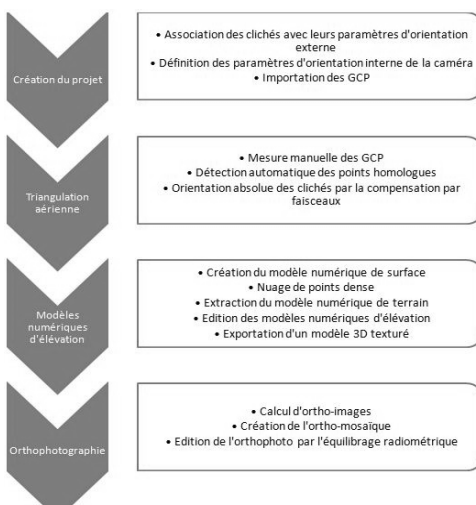 Création du projet
• Association des clichés avec leurs paramètres d'orientation
externe
• Définition des paramètres d'orientation interne de la caméra
• Importation des GCP
Triangulation
aérienne
• Mesure manuelle des GCP
• Détection automatique des points homologues
• Orientation absolue des clichés par la compensation par
faisceaux
Modèles
numériques
d'élévation
• Création du modèle numérique de surface
• Nuage de points dense
• Extraction du modèle numérique de terrain
• Edition des modèles numériques d'élévation
• Exportation d'un modèle 3D texturé
Orthophotographie
• Calcul d'ortho-images
• Création de l'ortho-mosaïque
• Edition de l'orthophoto par l'équilibrage radiométrique